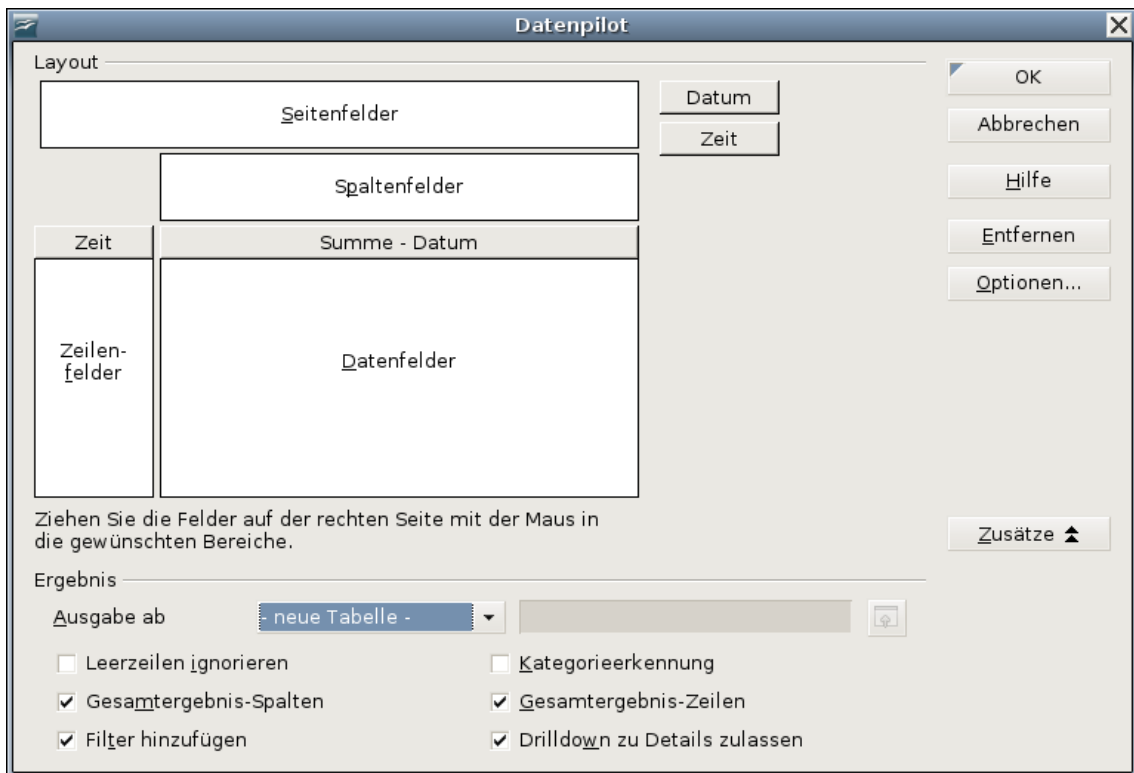 Datenpilot
Layout
Seitenfelder
Datum
OK
Zeit
Abbrechen
Spaltenfelder
Hilfe
Zeit
Summe - Datum
Entfernen
Optionen...
Zeilen-
felder
Datenfelder
Ziehen Sie die Felder auf der rechten Seite mit der Maus in
die gewünschten Bereiche.
Zusätze
Ergebnis
Ausgabe ab
- neue Tabelle -
Leerzeilen ignorieren
Kategorieerkennung
Gesamtergebnis-Spalten
Gesamtergebnis-Zeilen
Filter hinzufügen
Drilldown zu Details zulassen